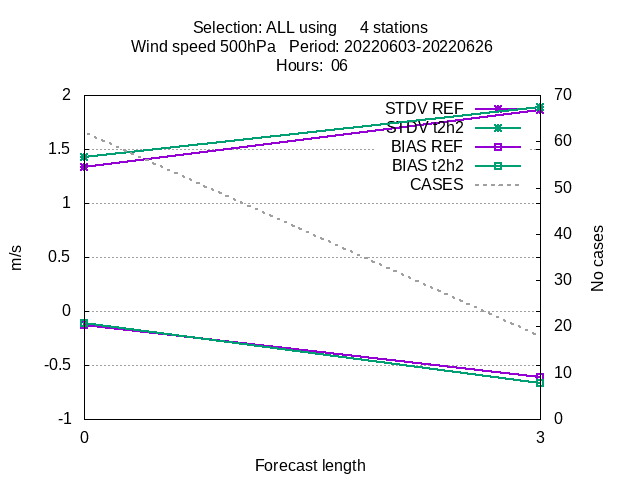 Selection: ALL using 4 stations
Wind speed 500hPa Period: 20220603-20220626
Hours: 06
2
1.5
1
0.5
0
-0.5
-1
70
60
50
40
30
20
10
0
STDV REF
STDV t2h2
BIAS REF
BIAS t2h2
CASES
m/s
No cases
0
3
Forecast length